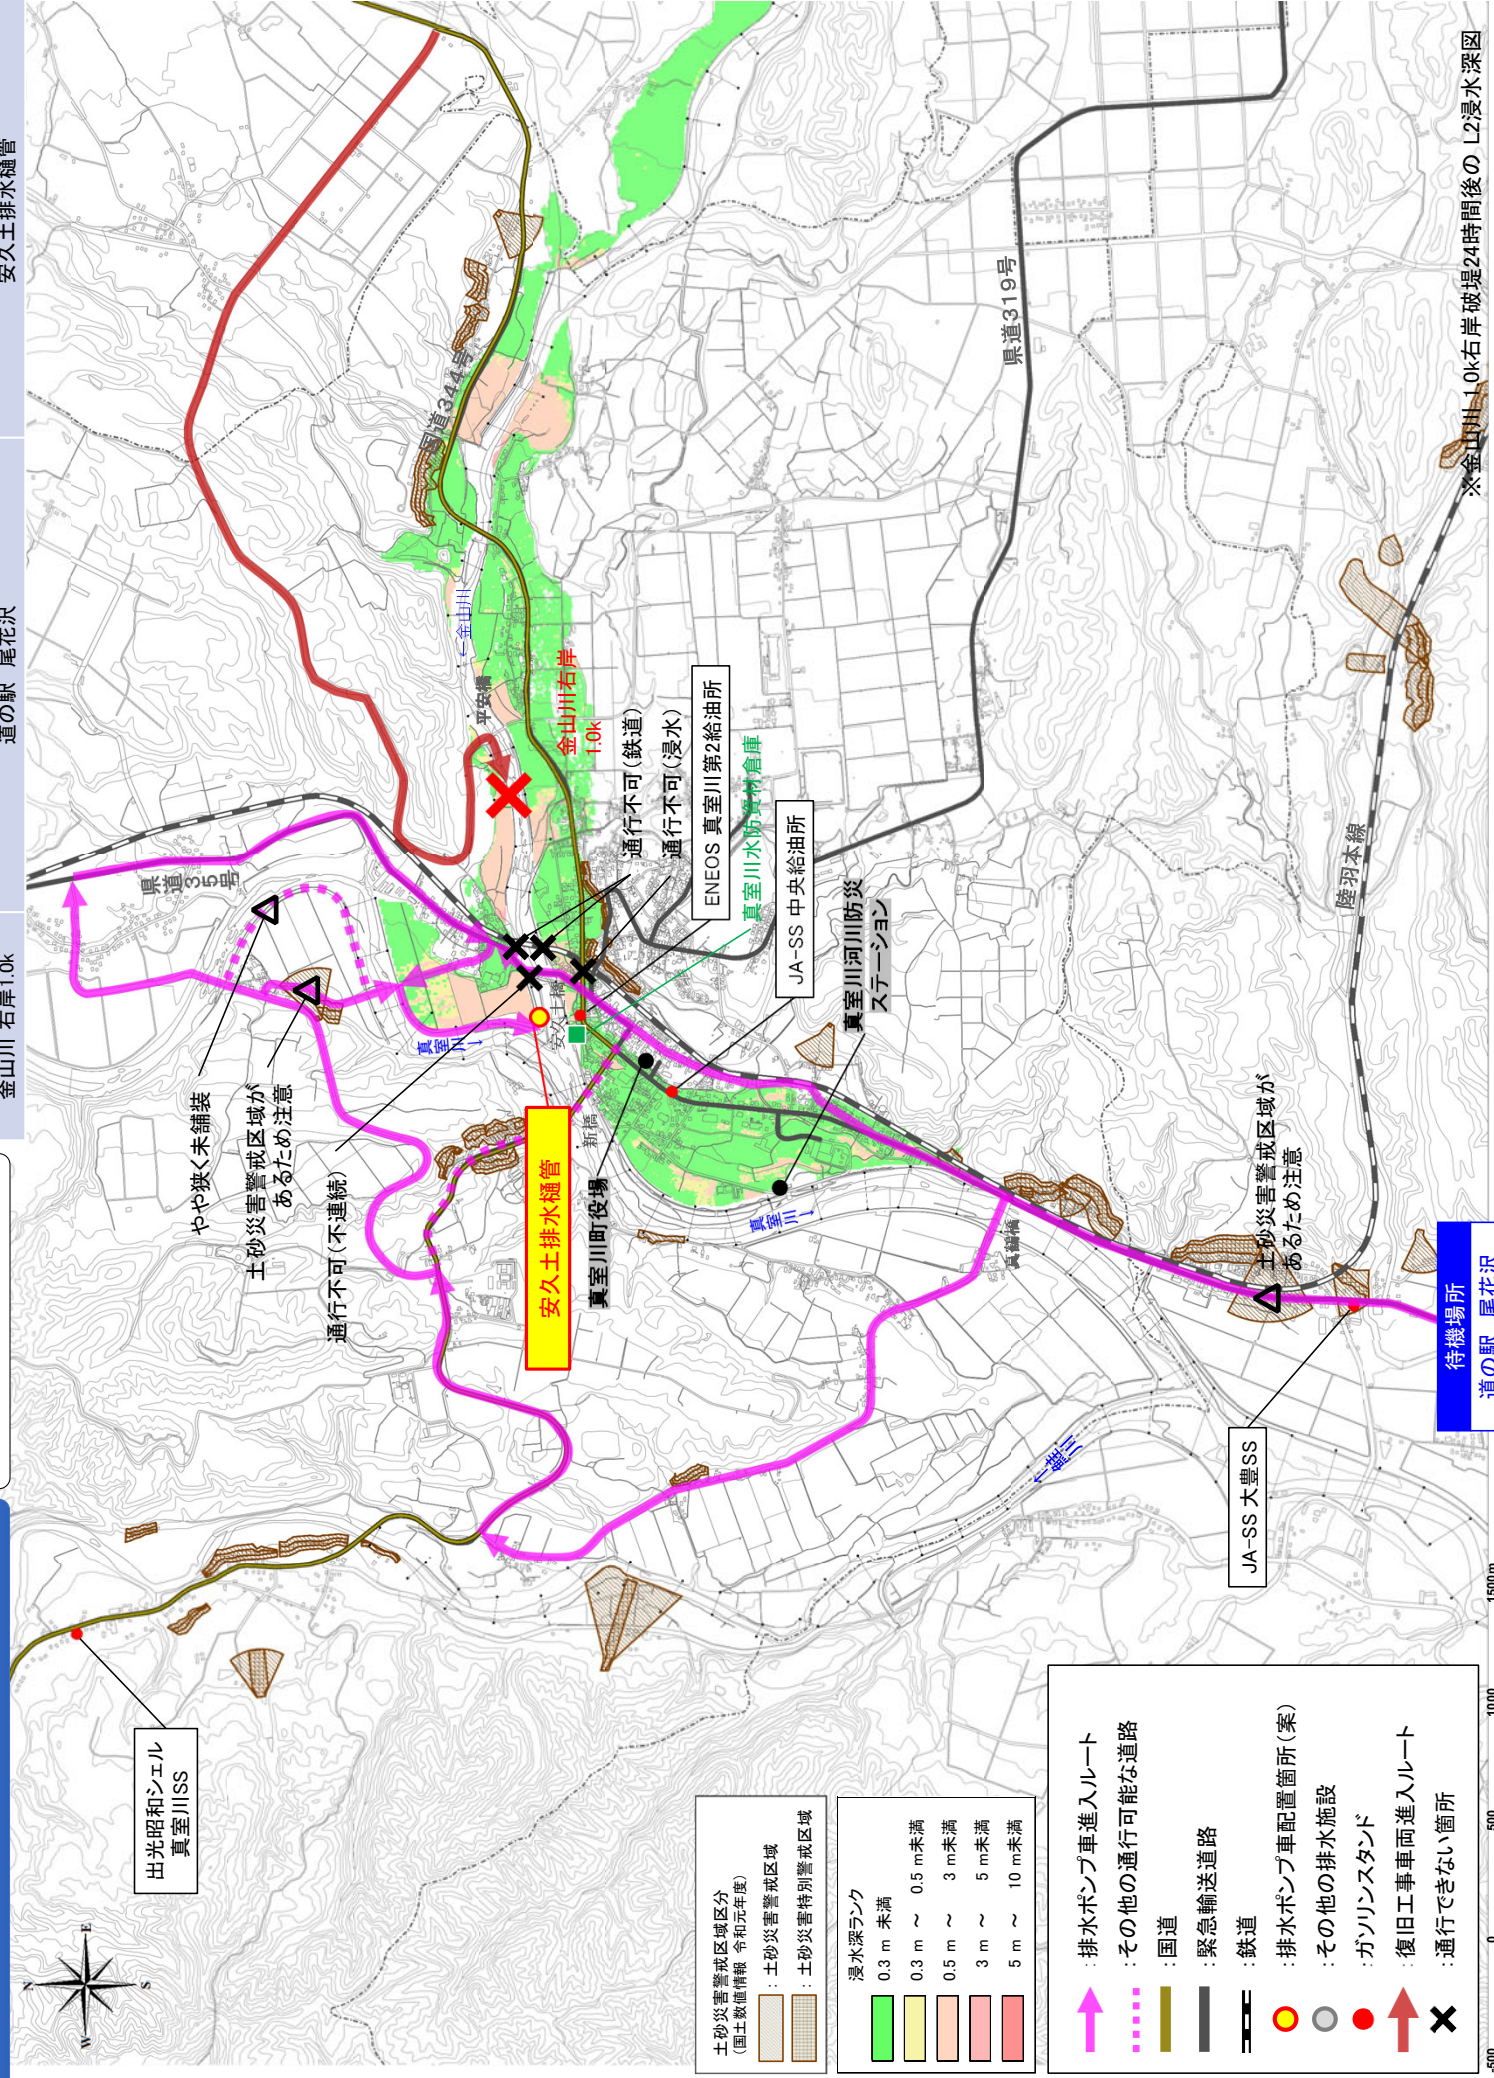 金山川 右岸1.0k
道の駅 尾花沢
安久土排水樋管
N
E
S
W
出光昭和シェル
真室川SS
県道35号
やや狭く未舗装
土砂災害警戒区域が
あるため注意
通行不可(不連続)
真室川→
国道344号
←金山川
平安橋
金山川右岸
1.0k
通行不可(鉄道)
通行不可(浸水)
ENEOS 真室川第2給油所
真室川水防資材倉庫
JA-SS 中央給油所
真室川河川防災
ステーション
安久土橋
安久土排水樋管
新橋
真室川町役場
真室川→
真鶴橋
県道319号
陸羽本線
土砂災害警戒区域が
あるため注意
←鮭川
JA-SS 大豊SS
待機場所
道の駅 尾花沢
※金山川 1.0k右岸破堤24時間後の L2浸水深図
土砂災害警戒区域区分
(国土数値情報 令和元年度)
：土砂災害警戒区域
：土砂災害特別警戒区域
浸水深ランク
0.3 m 未満
0.3 m ～ 0.5 m未満
0.5 m ～ 3 m未満
3 m ～ 5 m未満
5 m ～ 10 m未満
：排水ポンプ車進入ルート
：その他の通行可能な道路
：国道
：緊急輸送道路
：鉄道
：排水ポンプ車配置箇所(案)
：その他の排水施設
：ガソリンスタンド
：復旧工事車両進入ルート
：通行できない箇所
500 0 500 1000 1500m